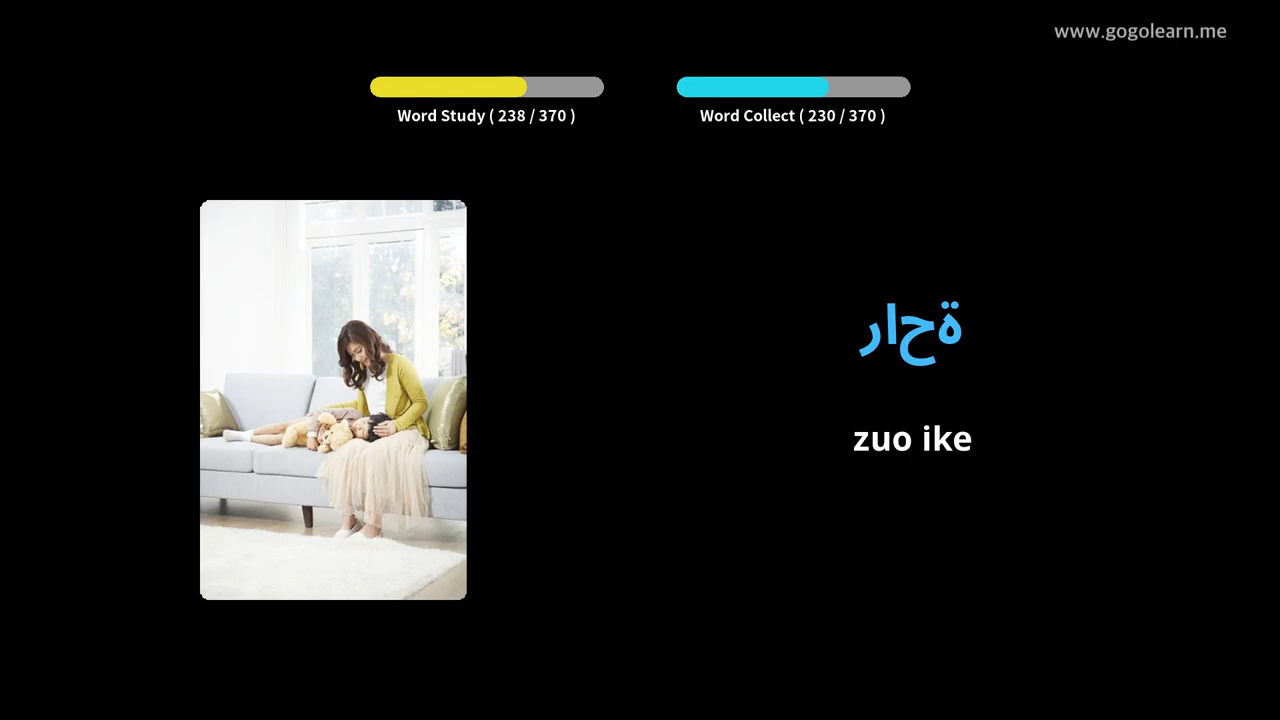 www.gogolearn.me
Word Study ( 238 / 370 )
Word Collect ( 230 / 370 )
ةحار
zuo ike